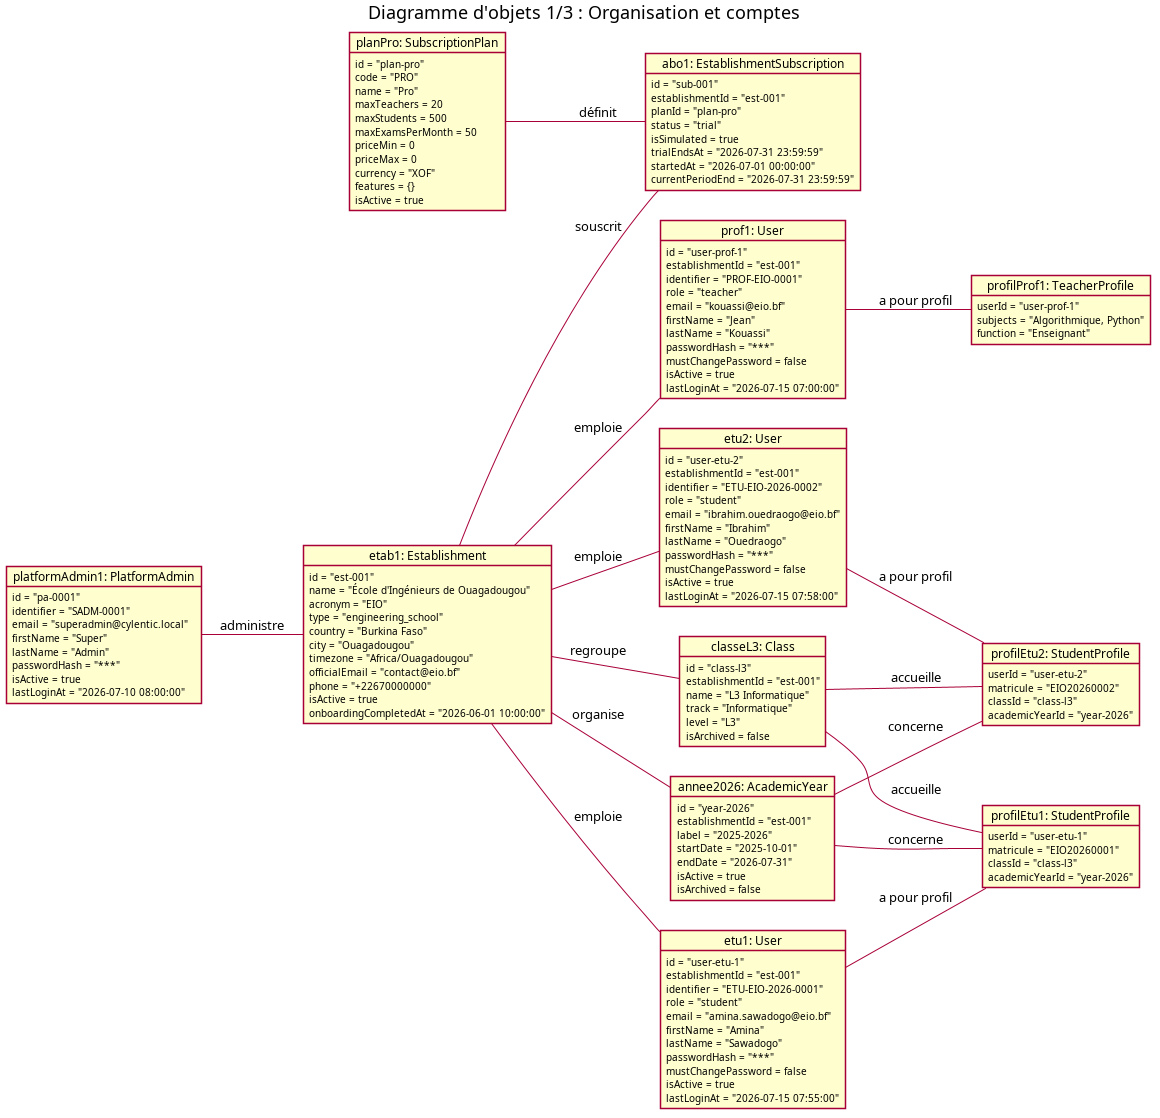 Diagramme d'objets 1/3 : Organisation et comptes
planPro: SubscriptionPlan
id = "plan-pro"
code = "PRO"
name = "Pro"
maxTeachers = 20
maxStudents = 500
maxExamsPerMonth = 50
priceMin = 0
priceMax = 0
currency = "XOF"
features = {}
isActive = true
définit
abo1: EstablishmentSubscription
id = "sub-001"
establishmentId = "est-001"
planId = "plan-pro"
status = "trial"
isSimulated = true
trialEndsAt = "2026-07-31 23:59:59"
startedAt = "2026-07-01 00:00:00"
currentPeriodEnd = "2026-07-31 23:59:59"
souscrit
prof1: User
id = "user-prof-1"
establishmentId = "est-001"
identifier = "PROF-EIO-0001"
role = "teacher"
email = "kouassi@eio.bf"
firstName = "Jean"
lastName = "Kouassi"
passwordHash = "***"
mustChangePassword = false
isActive = true
lastLoginAt = "2026-07-15 07:00:00"
a pour profil
profilProf1: TeacherProfile
userId = "user-prof-1"
subjects = "Algorithmique, Python"
function = "Enseignant"
emploie
etu2: User
id = "user-etu-2"
establishmentId = "est-001"
identifier = "ETU-EIO-2026-0002"
role = "student"
email = "ibrahim.ouedraogo@eio.bf"
firstName = "Ibrahim"
lastName = "Ouedraogo"
passwordHash = "***"
mustChangePassword = false
isActive = true
lastLoginAt = "2026-07-15 07:58:00"
emploie
a pour profil
platformAdmin1: PlatformAdmin
id = "pa-0001"
identifier = "SADM-0001"
email = "superadmin@cylentic.local"
firstName = "Super"
lastName = "Admin"
passwordHash = "***"
isActive = true
lastLoginAt = "2026-07-10 08:00:00"
administre
etab1: Establishment
id = "est-001"
name = "École d'Ingénieurs de Ouagadougou"
acronym = "EIO"
type = "engineering_school"
country = "Burkina Faso"
city = "Ouagadougou"
timezone = "Africa/Ouagadougou"
officialEmail = "contact@eio.bf"
phone = "+22670000000"
isActive = true
onboardingCompletedAt = "2026-06-01 10:00:00"
regroupe
classeL3: Class
id = "class-l3"
establishmentId = "est-001"
name = "L3 Informatique"
track = "Informatique"
level = "L3"
isArchived = false
accueille
profilEtu2: StudentProfile
userId = "user-etu-2"
matricule = "EIO20260002"
classId = "class-l3"
academicYearId = "year-2026"
organise
concerne
annee2026: AcademicYear
id = "year-2026"
establishmentId = "est-001"
label = "2025-2026"
startDate = "2025-10-01"
endDate = "2026-07-31"
isActive = true
isArchived = false
accueille
concerne
profilEtu1: StudentProfile
userId = "user-etu-1"
matricule = "EIO20260001"
classId = "class-l3"
academicYearId = "year-2026"
emploie
a pour profil
etu1: User
id = "user-etu-1"
establishmentId = "est-001"
identifier = "ETU-EIO-2026-0001"
role = "student"
email = "amina.sawadogo@eio.bf"
firstName = "Amina"
lastName = "Sawadogo"
passwordHash = "***"
mustChangePassword = false
isActive = true
lastLoginAt = "2026-07-15 07:55:00"